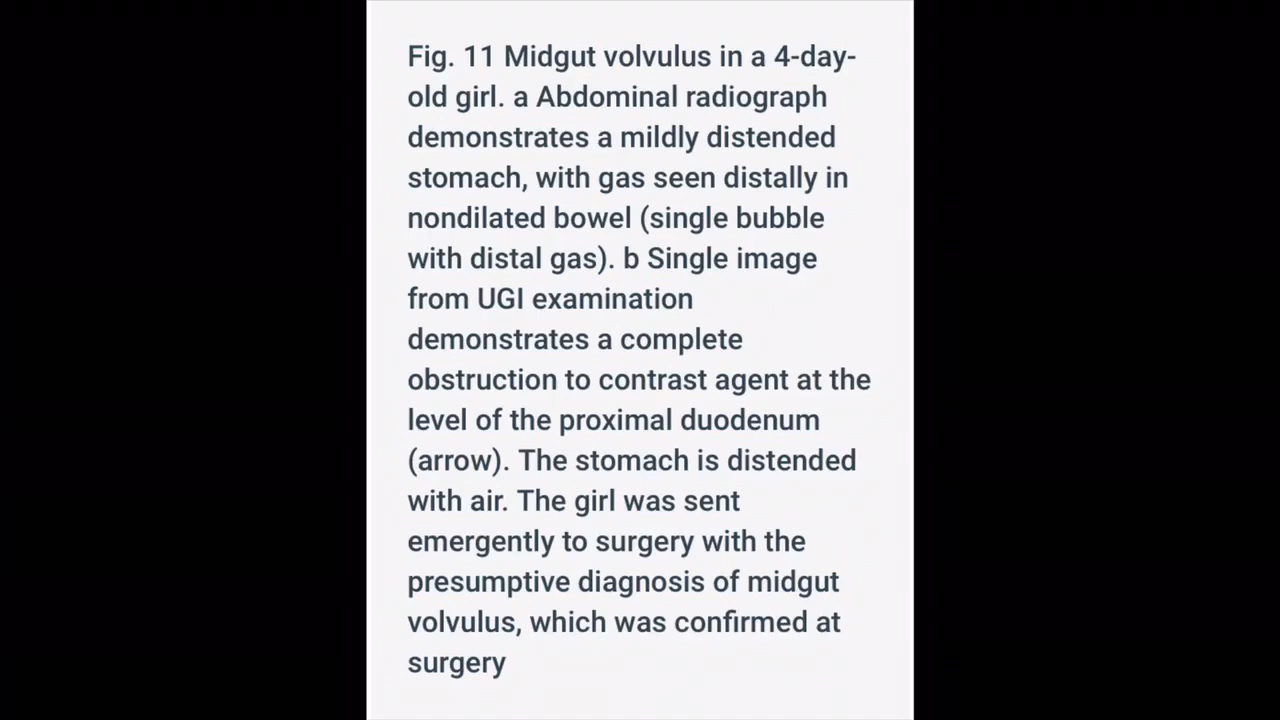 Fig. 11 Midgut volvulus in a 4-day-
old girl. a Abdominal radiograph
demonstrates a mildly distended
stomach, with gas seen distally in
nondilated bowel (single bubble
with distal gas). b Single image
from UGI examination
demonstrates a complete
obstruction to contrast agent at the
level of the proximal duodenum
(arrow). The stomach is distended
with air. The girl was sent
emergently to surgery with the
presumptive diagnosis of midgut
volvulus, which was confirmed at
surgery